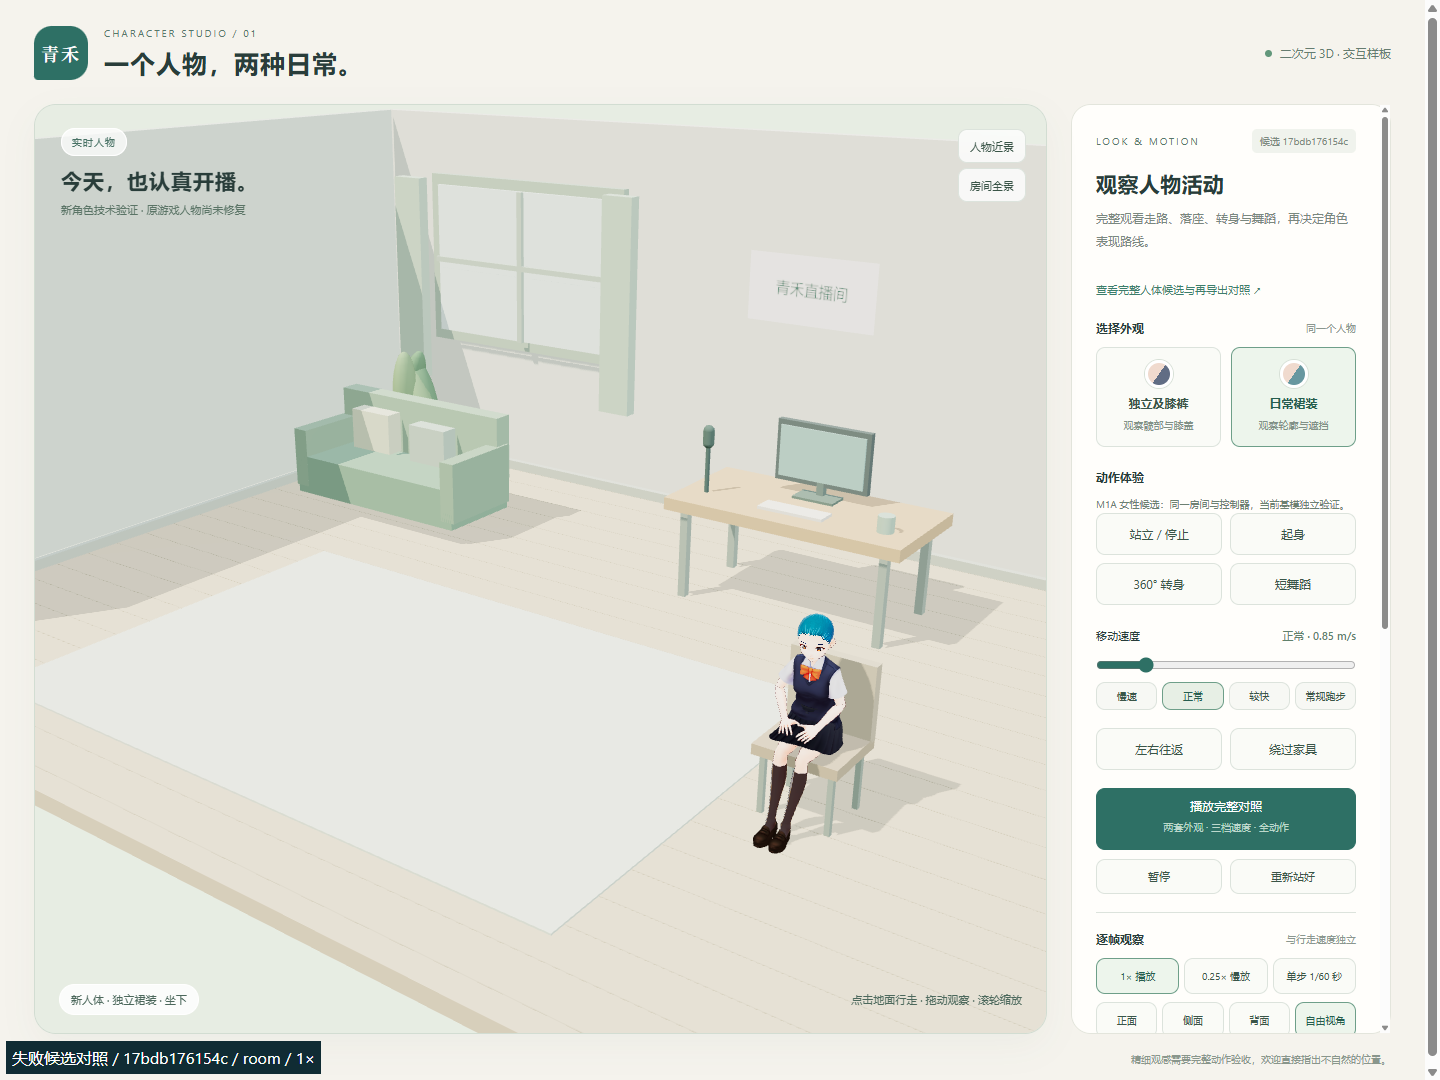 青禾
CHARACTER STUDIO / 01
一个人物，两种日常。
二次元 3D · 交互样板
实时人物
今天，也认真开播。
新角色技术验证 · 原游戏人物尚未修复
人物近景
房间全景
青禾直播间
新人体 · 独立裙装 · 坐下
点击地面行走 · 拖动观察 · 滚轮缩放
LOOK & MOTION
候选 17bdb176154c
观察人物活动
完整观看走路、落座、转身与舞蹈，再决定角色
表现路线。
查看完整人体候选与再导出对照 ↗
选择外观
同一个人物
独立及膝裤
观察髋部与膝盖
日常裙装
观察轮廓与遮挡
动作体验
M1A 女性候选：同一房间与控制器，当前基模独立验证。
站立 / 停止
起身
360° 转身
短舞蹈
移动速度
正常 · 0.85 m/s
慢速
正常
较快
常规跑步
左右往返
绕过家具
播放完整对照
两套外观 · 三档速度 · 全动作
暂停
重新站好
逐帧观察
与行走速度独立
1× 播放
0.25× 慢放
单步 1/60 秒
正面
侧面
背面
自由视角
失败候选对照 / 17bdb176154c / room / 1×
精细观感需要完整动作验收，欢迎直接指出不自然的位置。